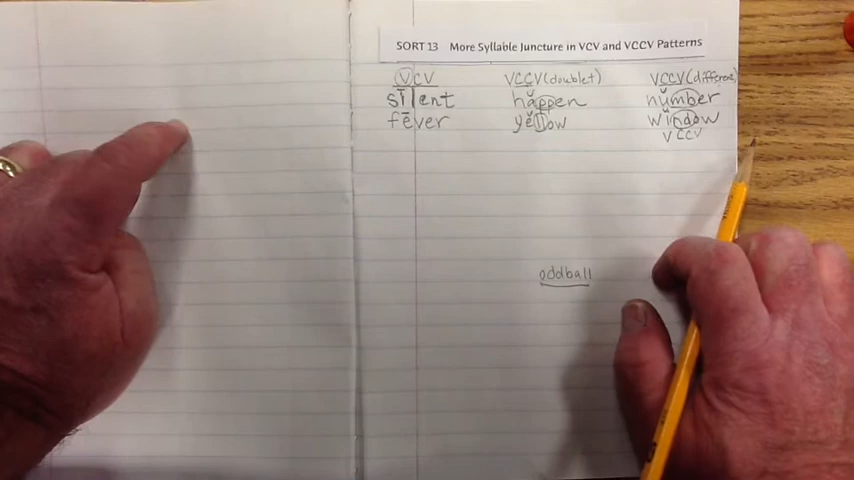 SORT 13 More Syllable Juncture in VCV and VCCV Patterns
VCV VCCV(doublet) VCCV(different)
silent happen number
fever yellow window
VCCV
oddball